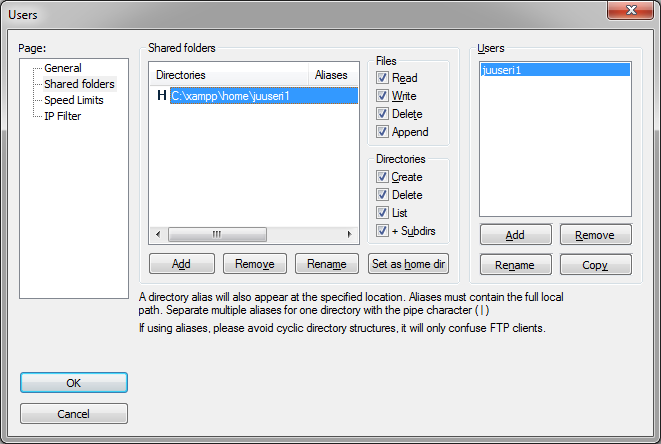 Users
Page:
General
Shared folders
Speed Limits
IP Filter
Shared folders
Directories Aliases
H C:\xampp\home\juuseri1
Files
Read
Write
Delete
Append
Directories
Create
Delete
List
+ Subdirs
Add Remove Rename Set as home dir
Users
juuseri1
Add Remove
Rename Copy
A directory alias will also appear at the specified location. Aliases must contain the full local
path. Separate multiple aliases for one directory with the pipe character ( | )
If using aliases, please avoid cyclic directory structures, it will only confuse FTP clients.
OK
Cancel